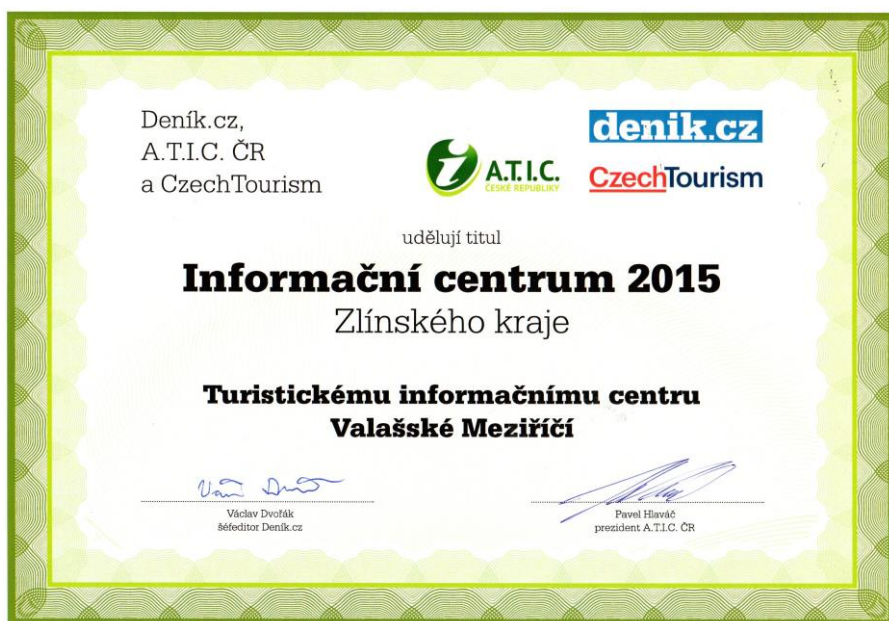 Deník.cz,
A.T.I.C. ČR
a CzechTourism
i A.T.I.C.
ČESKÉ REPUBLIKY
denik.cz
CzechTourism
udělují titul
Informační centrum 2015
Zlínského kraje
Turistickému informačnímu centru
Valašské Meziříčí
Václav Dvořák
šéfeditor Deník.cz
Pavel Hlaváč
prezident A.T.I.C. ČR